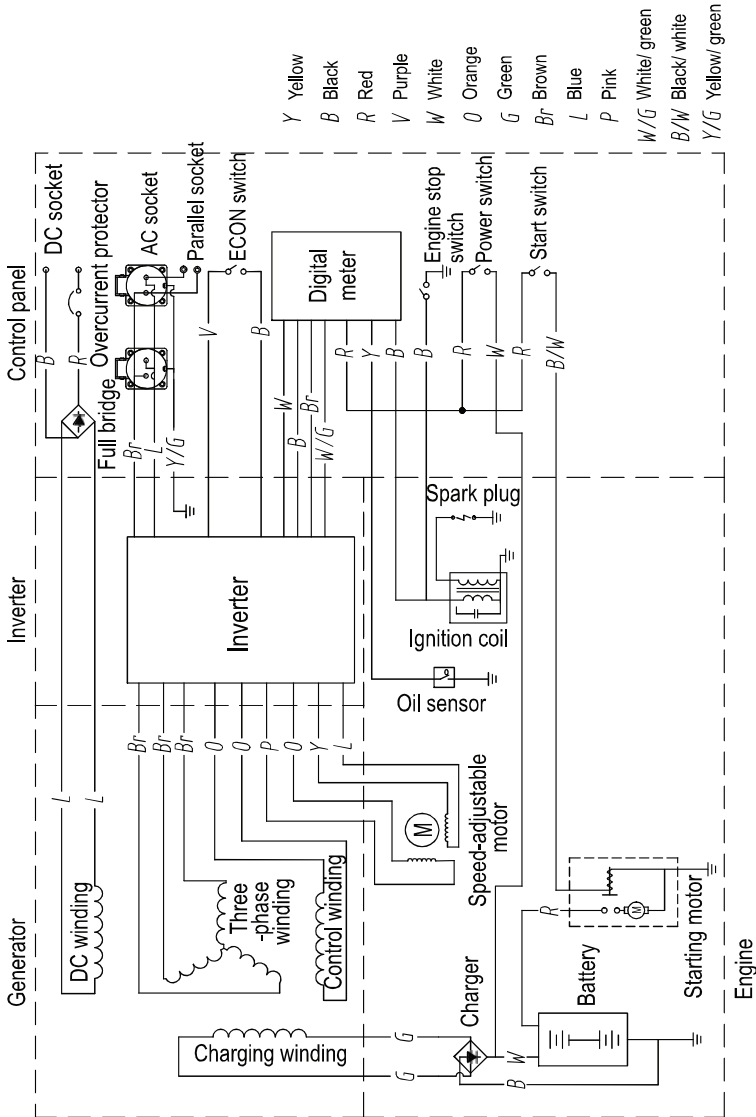 Generator
Inverter
Control panel
DC winding
L
L
Full bridge
B
R
DC socket
Overcurrent protector
AC socket
Parallel socket
ECON switch
Br
L
Y/G
V
B
W
B
Br
W/G
Digital
meter
R
Y
B
B
Engine stop
switch
R
Power switch
W
R
Start switch
B/W
Three
-phase
winding
Control winding
Br
Br
Br
O
O
P
O
Y
L
Inverter
Spark plug
Ignition coil
Oil sensor
M
Speed-adjustable
motor
Charging winding
G
G
Charger
W
B
Battery
R
M
Starting motor
Engine
Y Yellow
B Black
R Red
V Purple
W White
O Orange
G Green
Br Brown
L Blue
P Pink
W/G White/ green
B/W Black/ white
Y/G Yellow/ green